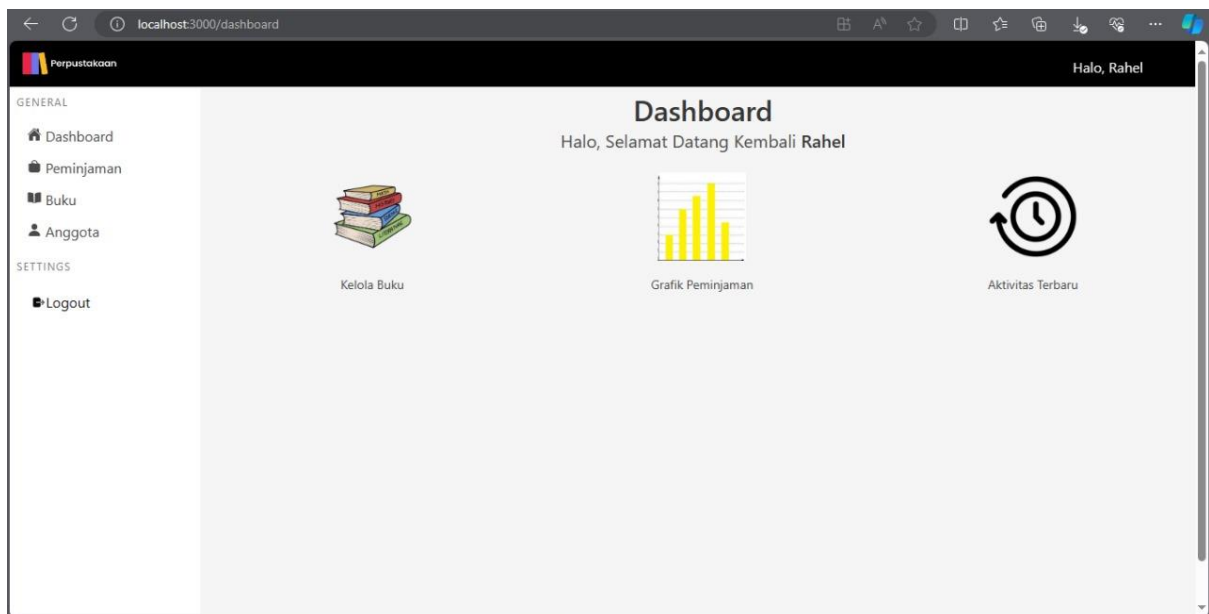 localhost:3000/dashboard
Perpustakaan
Halo, Rahel
GENERAL
Dashboard
Peminjaman
Buku
Anggota
SETTINGS
Logout
Dashboard
Halo, Selamat Datang Kembali Rahel
Kelola Buku
Grafik Peminjaman
Aktivitas Terbaru